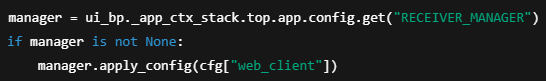 manager = ui_bp._app_ctx_stack.top.app.config.get("RECEIVER_MANAGER")
if manager is not None:
    manager.apply_config(cfg["web_client"])